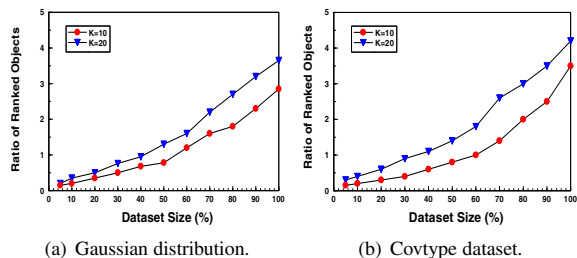 Ratio of Ranked Objects
5
4
3
2
1
0
K=10
K=20
0 10 20 30 40 50 60 70 80 90 100
Dataset Size (%)
(a) Gaussian distribution.
Ratio of Ranked Objects
5
4
3
2
1
0
K=10
K=20
0 10 20 30 40 50 60 70 80 90 100
Dataset Size (%)
(b) Covtype dataset.